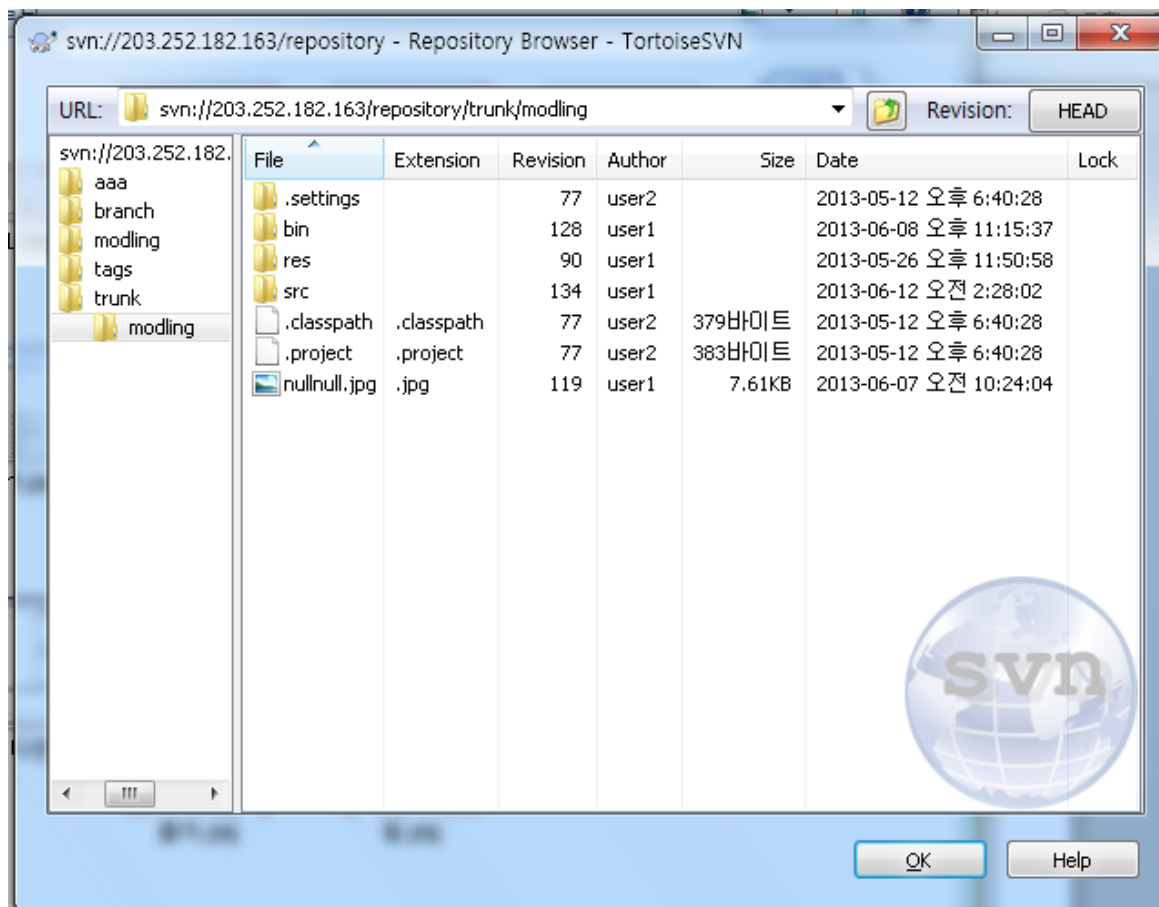 svn://203.252.182.163/repository - Repository Browser - TortoiseSVN
URL: svn://203.252.182.163/repository/trunk/modling Revision: HEAD
svn://203.252.182.
aaa
branch
modling
tags
trunk
modling
File Extension Revision Author Size Date Lock
.settings 77 user2 2013-05-12 오후 6:40:28
bin 128 user1 2013-06-08 오후 11:15:37
res 90 user1 2013-05-26 오후 11:50:58
src 134 user1 2013-06-12 오전 2:28:02
.classpath .classpath 77 user2 379바이트 2013-05-12 오후 6:40:28
.project .project 77 user2 383바이트 2013-05-12 오후 6:40:28
nullnull.jpg .jpg 119 user1 7.61KB 2013-06-07 오전 10:24:04
svn
OK Help